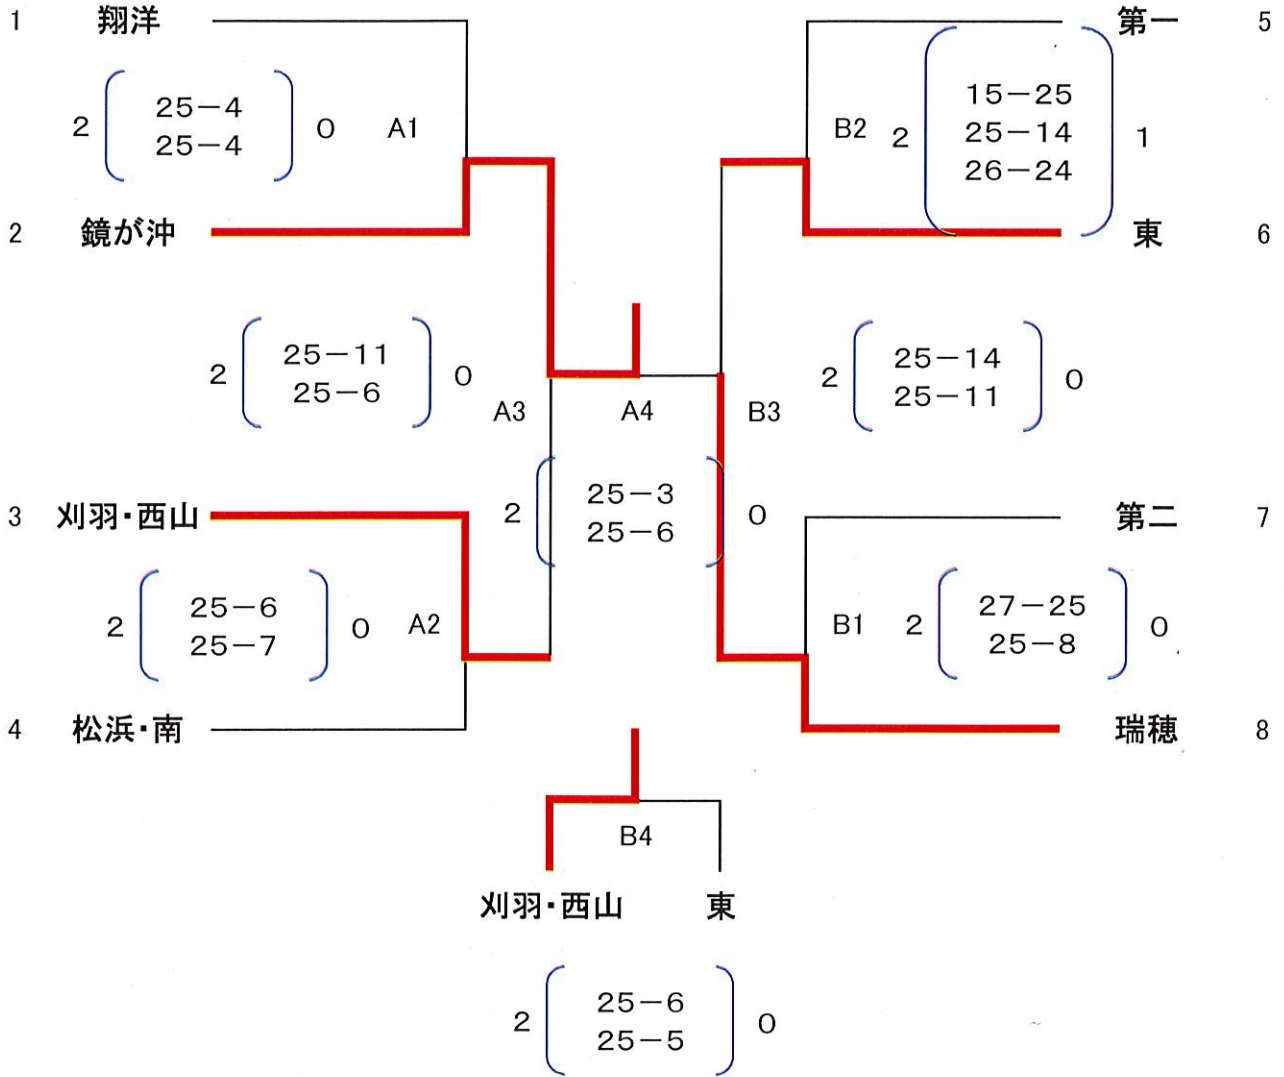 1 翔洋
2 25-4 0 A1
25-4
2 鏡が沖
2 25-11 0
25-6
A3
3 刈羽・西山
2 25-6 0 A2
25-7
4 松浜・南
A4
2 25-3 0
25-6
第一 5
B2 2 15-25 1
25-14
26-24
東 6
2 25-14 0
25-11
B3
第二 7
B1 2 27-25 0
25-8
瑞穂 8
B4
刈羽・西山 東
2 25-6 0
25-5